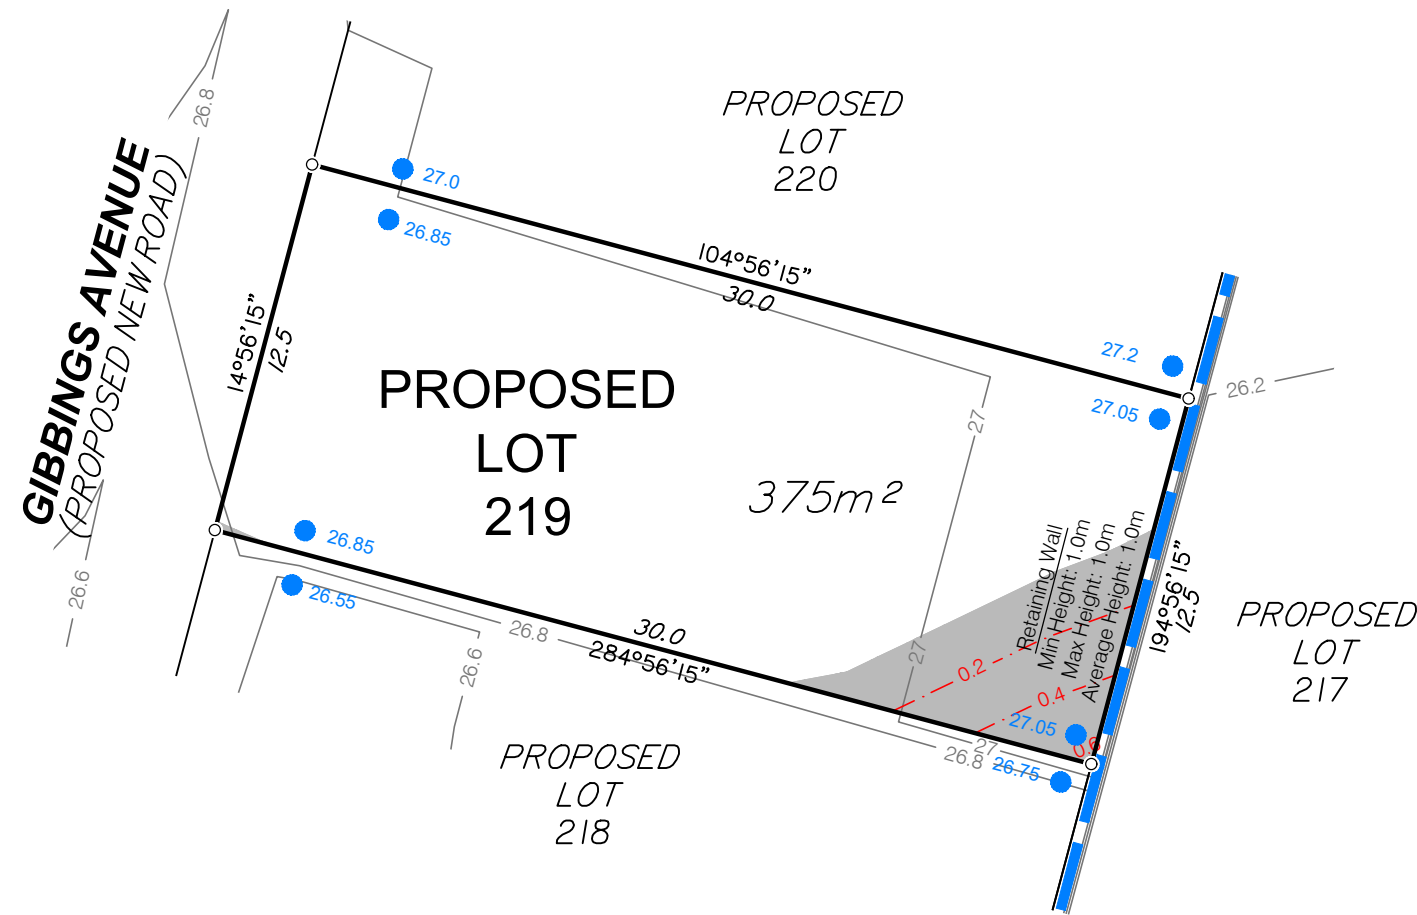 PROPOSED
LOT
220
26.8
GIBBINGS AVENUE
(PROPOSED NEW ROAD)
27.0
26.85
104°56'15"
30.0
14°56'15"
12.5
27.2
27.05
26.2
PROPOSED
LOT
219
375m²
27
26.85
26.55
26.6
26.8
26.6
30.0
284°56'15"
27
Retaining Wall
Min Height: 1.0m
Max Height: 1.0m
Average Height: 1.0m
194°56'15"
12.5
0.2
0.4
0.6
27.05
27
26.8
26.75
PROPOSED
LOT
217
PROPOSED
LOT
218